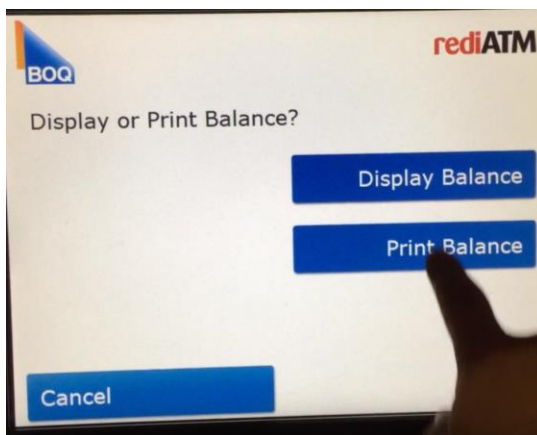 BOQ
rediATM
Display or Print Balance?
Display Balance
Print Balance
Cancel